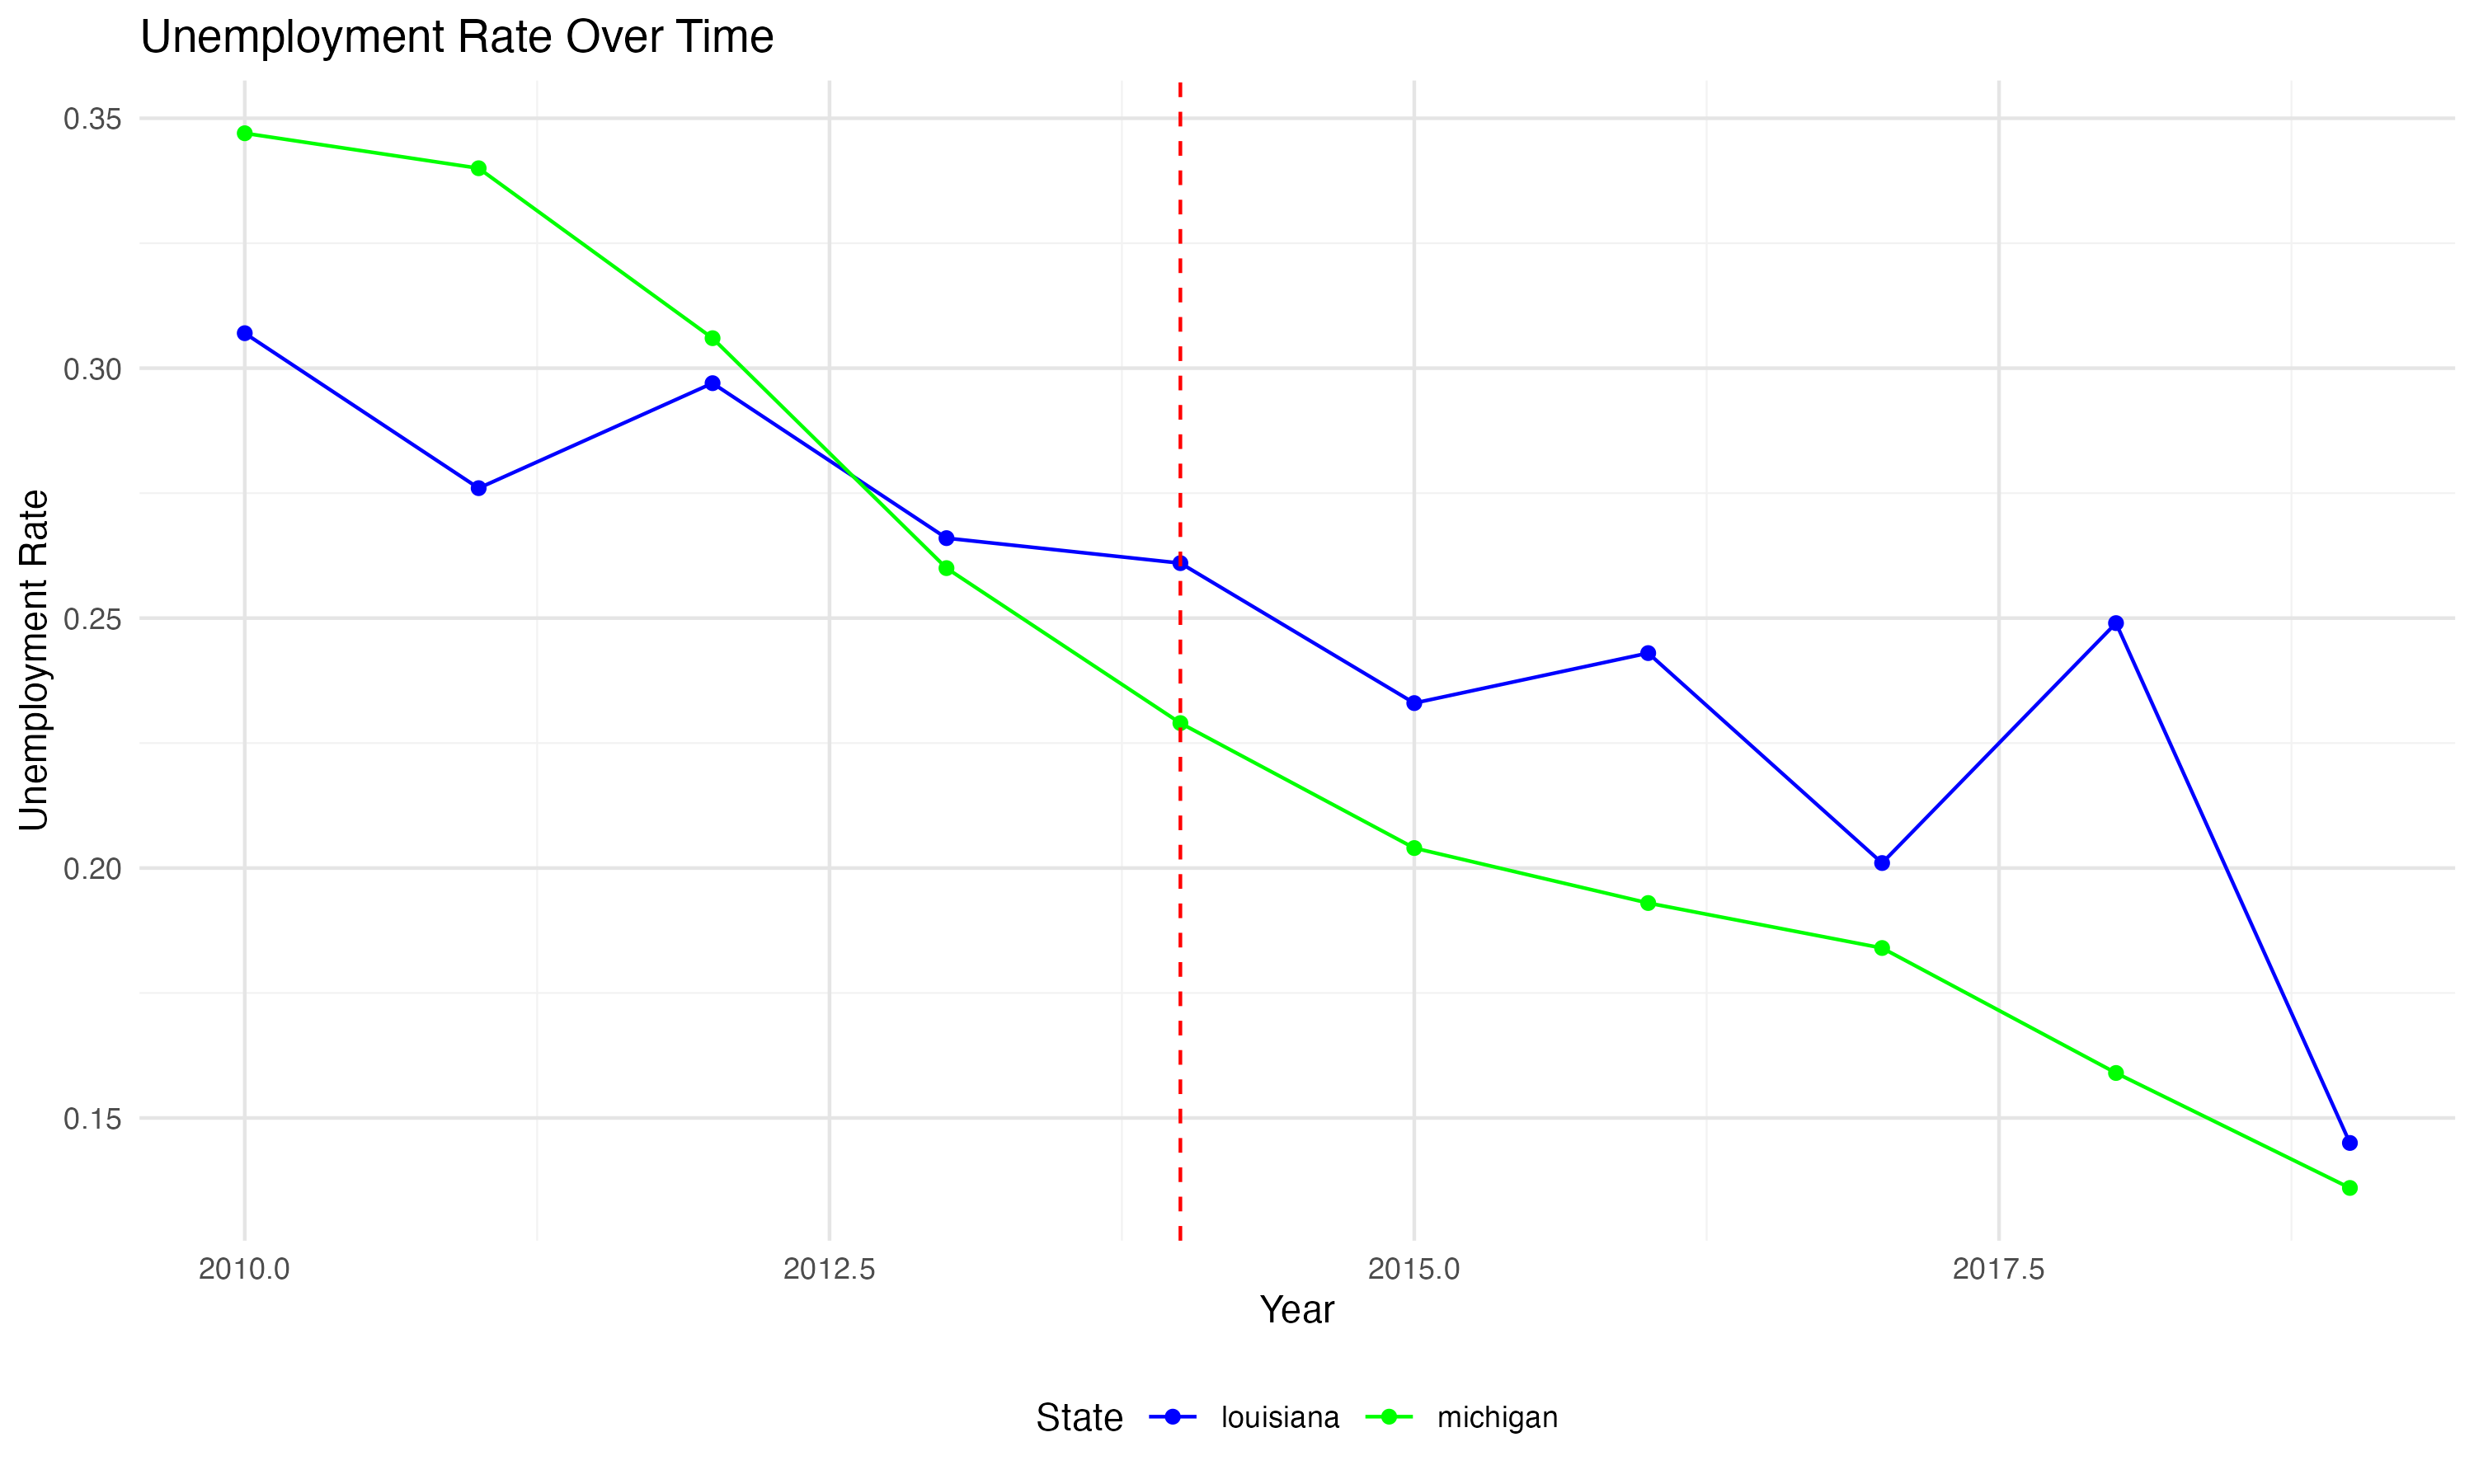 Unemployment Rate Over Time
Unemployment Rate
0.35
0.30
0.25
0.20
0.15
2010.0 2012.5 2015.0 2017.5
Year
State louisiana michigan